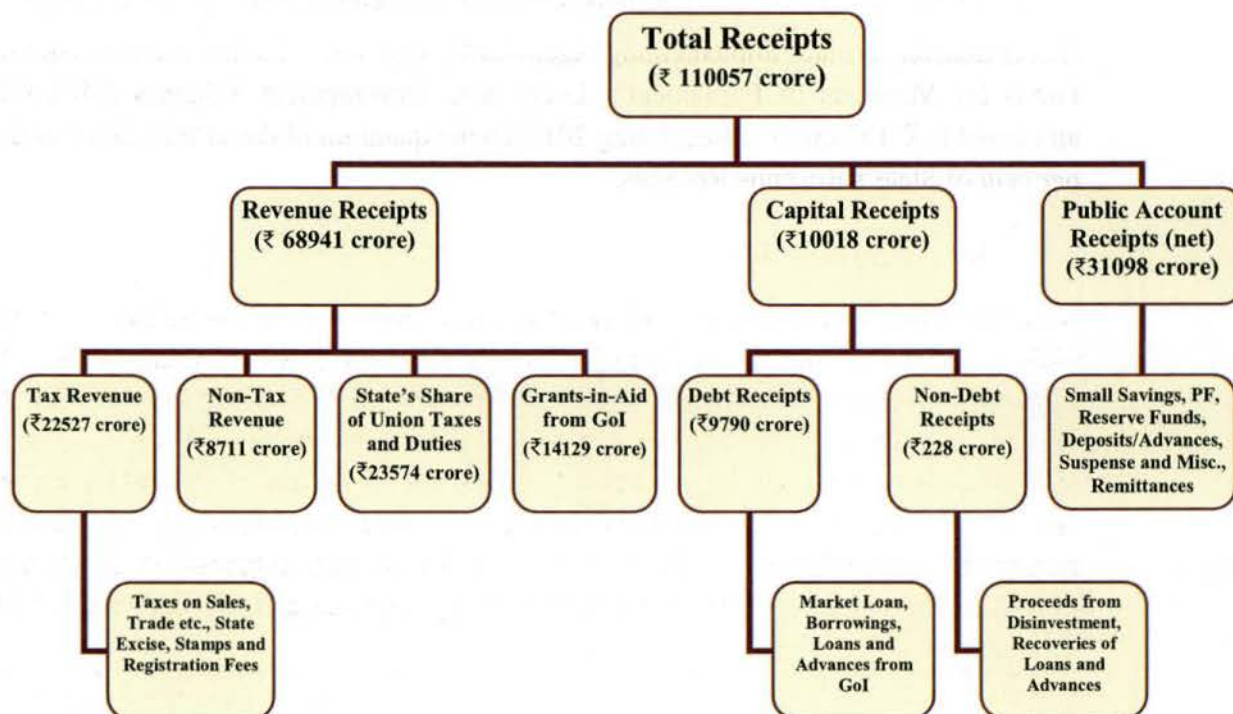 Total Receipts
(₹ 110057 crore)
Revenue Receipts
(₹ 68941 crore)
Capital Receipts
(₹10018 crore)
Public Account
Receipts (net)
(₹31098 crore)
Tax Revenue
(₹22527 crore)
Non-Tax
Revenue
(₹8711 crore)
State's Share
of Union Taxes
and Duties
(₹23574 crore)
Grants-in-Aid
from GoI
(₹14129 crore)
Debt Receipts
(₹9790 crore)
Non-Debt
Receipts
(₹228 crore)
Small Savings, PF,
Reserve Funds,
Deposits/Advances,
Suspense and Misc.,
Remittances
Taxes on Sales,
Trade etc., State
Excise, Stamps and
Registration Fees
Market Loan,
Borrowings,
Loans and
Advances from
GoI
Proceeds from
Disinvestment,
Recoveries of
Loans and
Advances